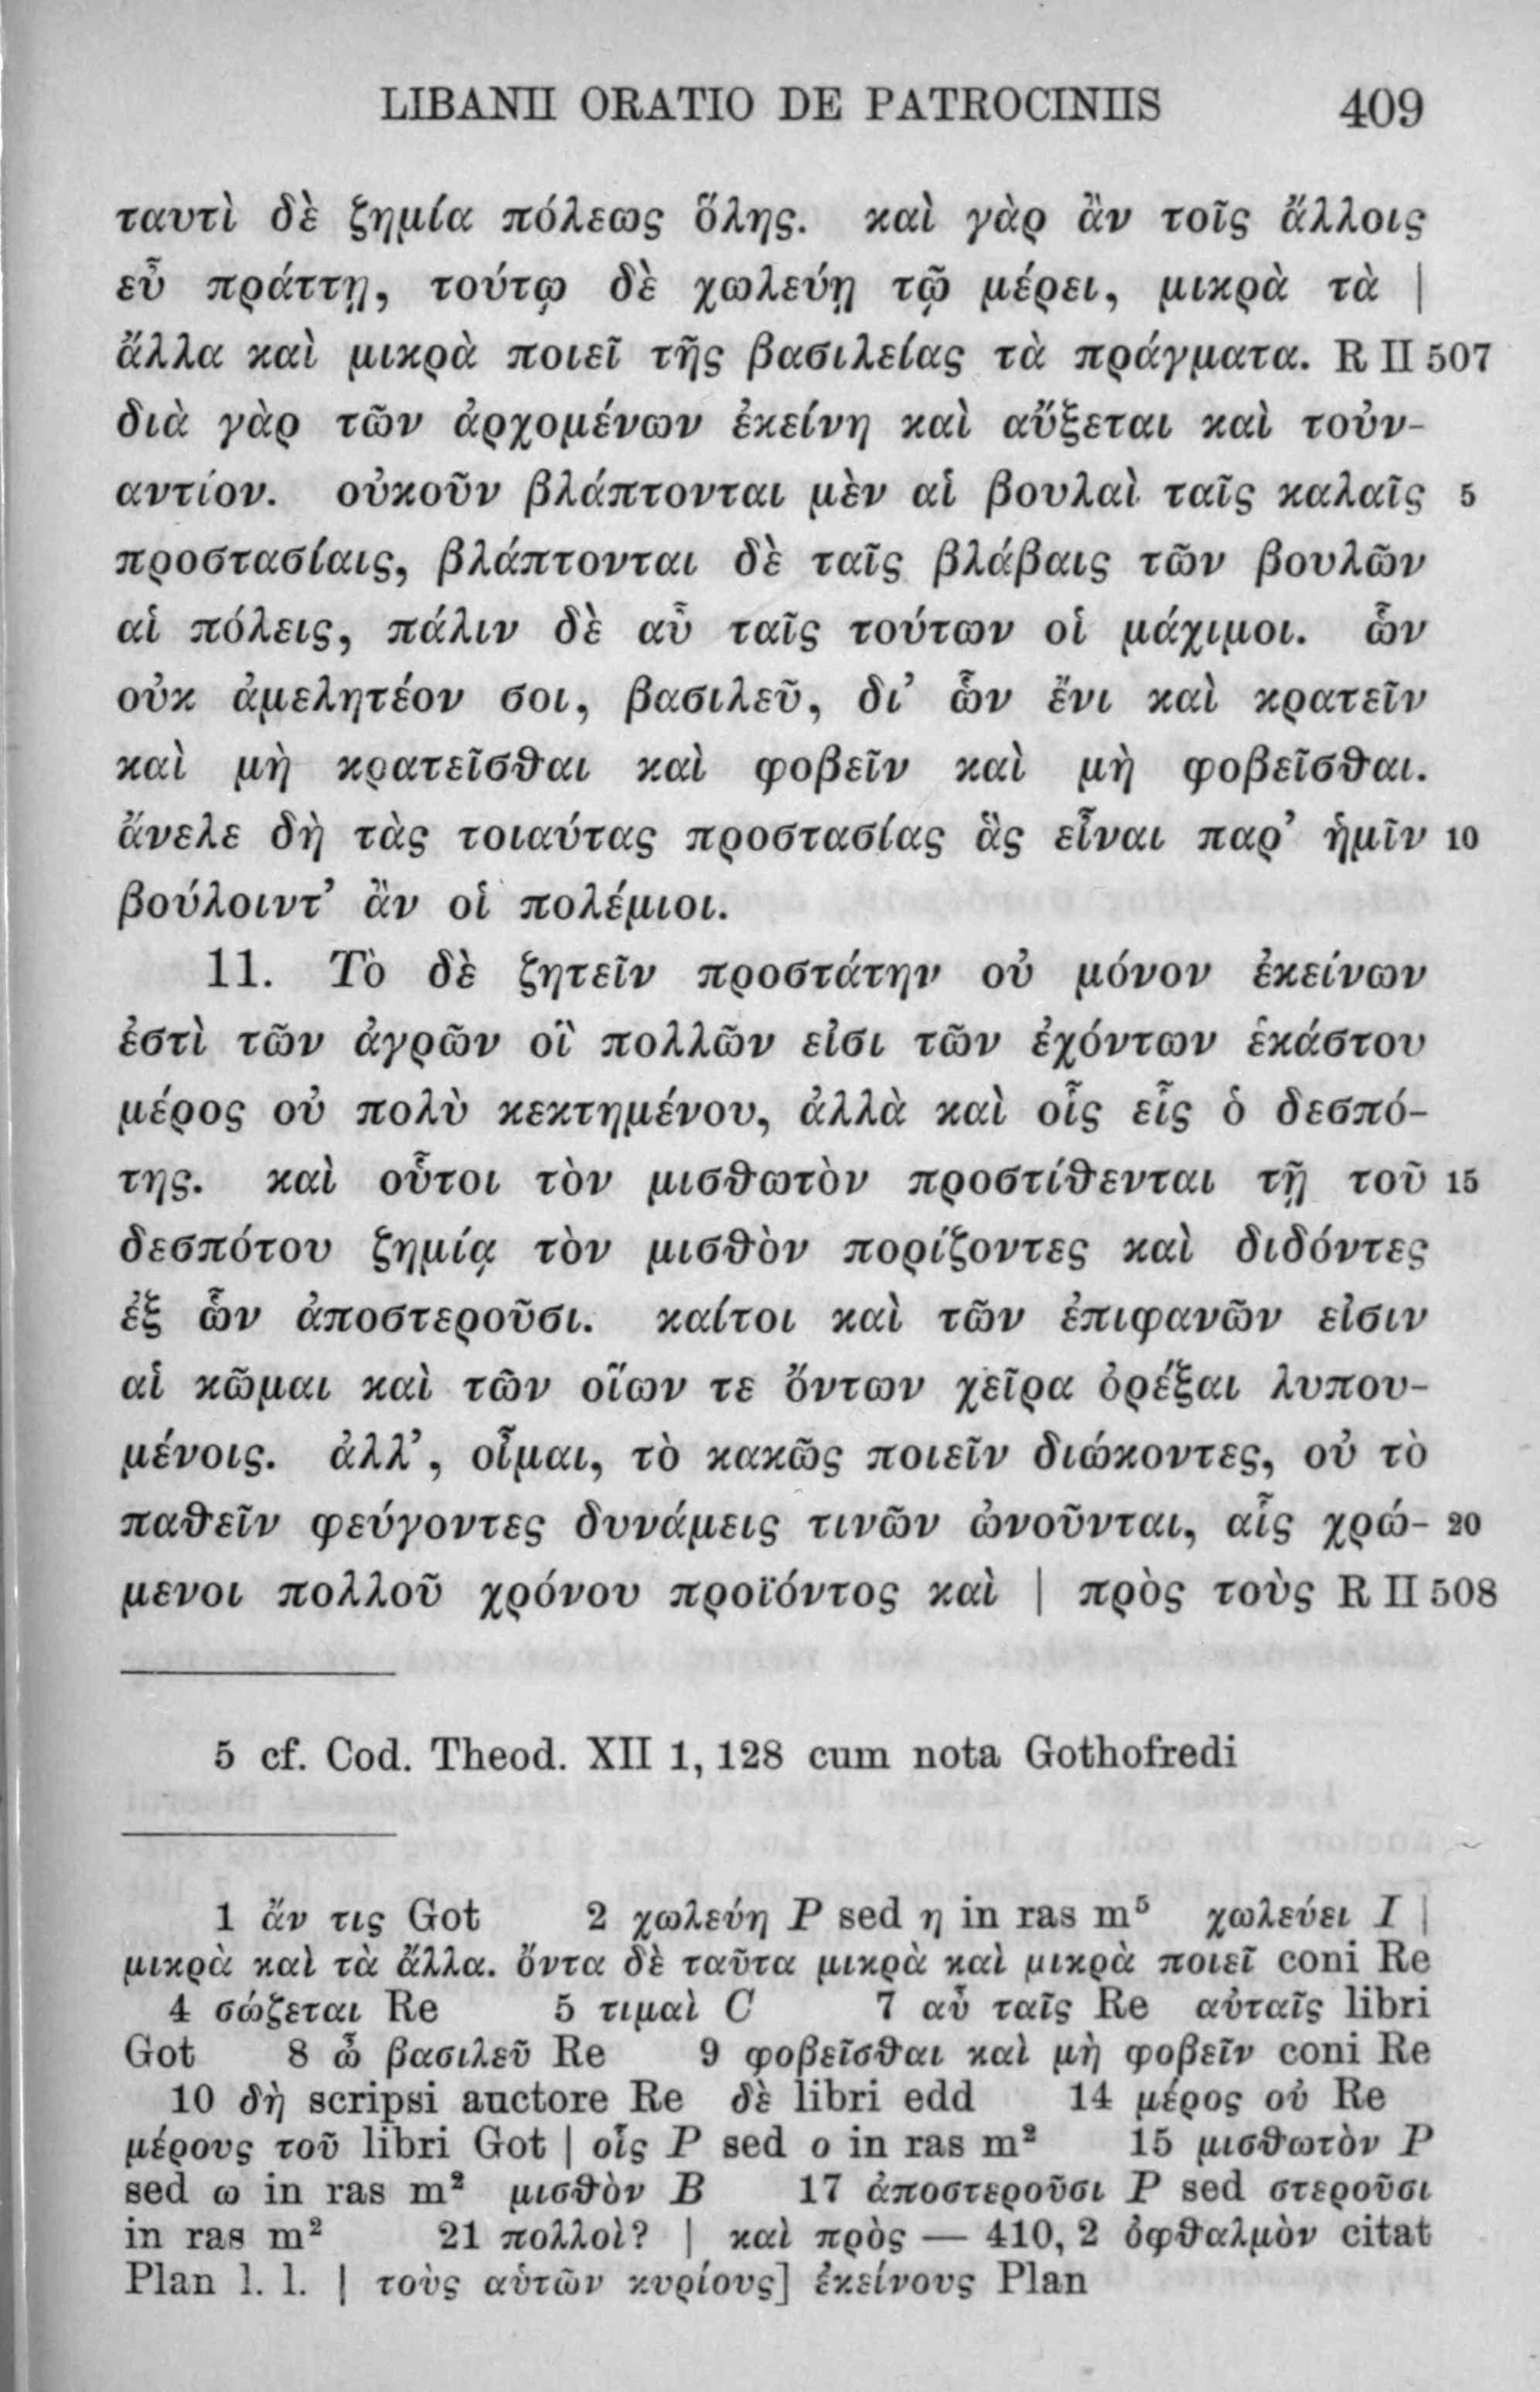 LIBANII ORATIO DE PATROCINIIS 409
ταυτὶ δὲ ζημία πόλεως ὅλης. καὶ γὰρ ἂν τοῖς ἄλλοις
εὖ πράττῃ, τούτῳ δὲ χωλεύῃ τῷ μέρει, μικρὰ τὰ |
ἄλλα καὶ μικρὰ ποιεῖ τῆς βασιλείας τὰ πράγματα. R II 507
διὰ γὰρ τῶν ἀρχομένων ἐκείνη καὶ αὔξεται καὶ τοὐν-
αντίον. οὐκοῦν βλάπτονται μὲν αἱ βουλαὶ ταῖς καλαῖς 5
προστασίαις, βλάπτονται δὲ ταῖς βλάβαις τῶν βουλῶν
αἱ πόλεις, πάλιν δὲ αὖ ταῖς τούτων οἱ μάχιμοι. ὧν
οὐκ ἀμελητέον σοι, βασιλεῦ, δι’ ὧν ἔνι καὶ κρατεῖν
καὶ μὴ κρατεῖσθαι καὶ φοβεῖν καὶ μὴ φοβεῖσθαι.
ἄνελε δὴ τὰς τοιαύτας προστασίας ἃς εἶναι παρ’ ἡμῖν 10
βούλοιντ’ ἂν οἱ πολέμιοι.
11. Τὸ δὲ ζητεῖν προστάτην οὐ μόνον ἐκείνων
ἐστὶ τῶν ἀγρῶν οἳ πολλῶν εἰσι τῶν ἐχόντων ἑκάστου
μέρος οὐ πολὺ κεκτημένου, ἀλλὰ καὶ οἷς εἷς ὁ δεσπό-
της. καὶ οὗτοι τὸν μισθωτὸν προστίθενται τῇ τοῦ 15
δεσπότου ζημίᾳ τὸν μισθὸν πορίζοντες καὶ διδόντες
ἐξ ὧν ἀποστεροῦσι. καίτοι καὶ τῶν ἐπιφανῶν εἰσιν
αἱ κῶμαι καὶ τῶν οἵων τε ὄντων χεῖρα ὀρέξαι λυπου-
μένοις. ἀλλ’, οἶμαι, τὸ κακῶς ποιεῖν διώκοντες, οὐ τὸ
παθεῖν φεύγοντες δυνάμεις τινῶν ὠνοῦνται, αἷς χρώ- 20
μενοι πολλοῦ χρόνου προϊόντος καὶ | πρὸς τοὺς R II 508
5 cf. Cod. Theod. XII 1, 128 cum nota Gothofredi
1 ἄν τις Got 2 χωλεύη P sed η in ras m⁵ χωλεύει I |
μικρὰ καὶ τὰ ἄλλα. ὄντα δὲ ταῦτα μικρὰ καὶ μικρὰ ποιεῖ coni Re
4 σώζεται Re 5 τιμαὶ C 7 αὖ ταῖς Re αὐταῖς libri
Got 8 ὦ βασιλεῦ Re 9 φοβεῖσθαι καὶ μὴ φοβεῖν coni Re
10 δὴ scripsi auctore Re δὲ libri edd 14 μέρος οὐ Re
μέρους τοῦ libri Got | οἷς P sed ο in ras m² 15 μισθωτὸν P
sed ω in ras m² μισθὸν B 17 ἀποστεροῦσι P sed στεροῦσι
in ras m² 21 πολλοὶ? | καὶ πρὸς — 410, 2 ὀφθαλμὸν citat
Plan l. l. | τοὺς αὑτῶν κυρίους] ἐκείνους Plan